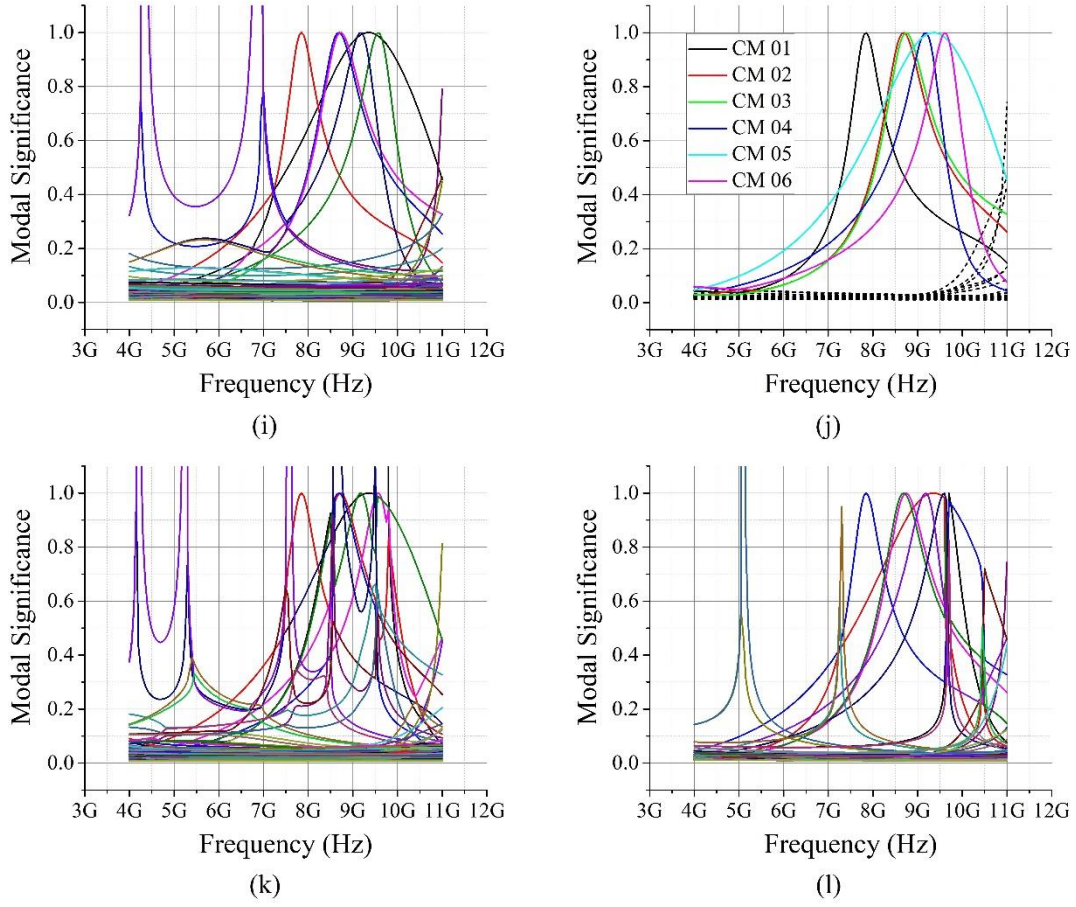 1.0
0.8
0.6
0.4
0.2
0.0
Modal Significance
3G 4G 5G 6G 7G 8G 9G 10G 11G 12G
Frequency (Hz)
(i)
1.0
0.8
0.6
0.4
0.2
0.0
Modal Significance
CM 01
CM 02
CM 03
CM 04
CM 05
CM 06
3G 4G 5G 6G 7G 8G 9G 10G 11G 12G
Frequency (Hz)
(j)
1.0
0.8
0.6
0.4
0.2
0.0
Modal Significance
3G 4G 5G 6G 7G 8G 9G 10G 11G 12G
Frequency (Hz)
(k)
1.0
0.8
0.6
0.4
0.2
0.0
Modal Significance
3G 4G 5G 6G 7G 8G 9G 10G 11G 12G
Frequency (Hz)
(l)